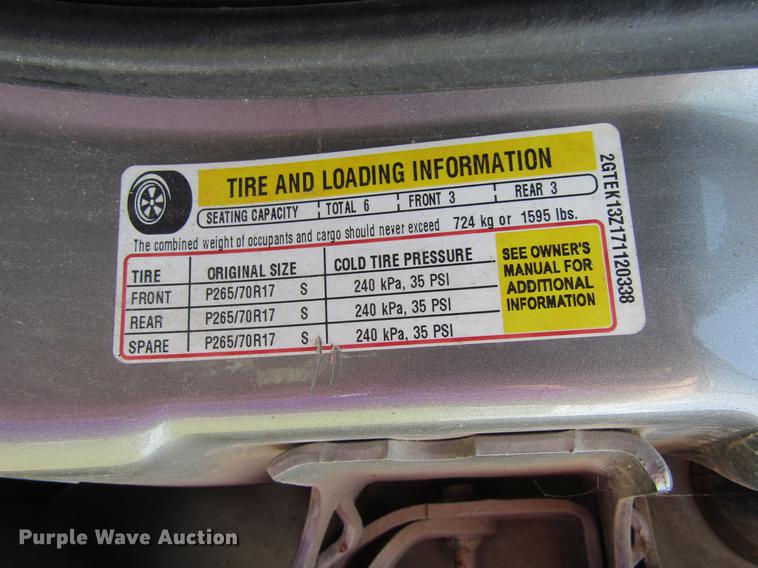 TIRE AND LOADING INFORMATION
SEATING CAPACITY TOTAL 6 FRONT 3 REAR 3
The combined weight of occupants and cargo should never exceed 724 kg or 1595 lbs.
TIRE ORIGINAL SIZE COLD TIRE PRESSURE
FRONT P265/70R17 S 240 kPa, 35 PSI
REAR P265/70R17 S 240 kPa, 35 PSI
SPARE P265/70R17 S 240 kPa, 35 PSI
SEE OWNER'S
MANUAL FOR
ADDITIONAL
INFORMATION
2GTEK13Z171120338
Purple Wave Auction